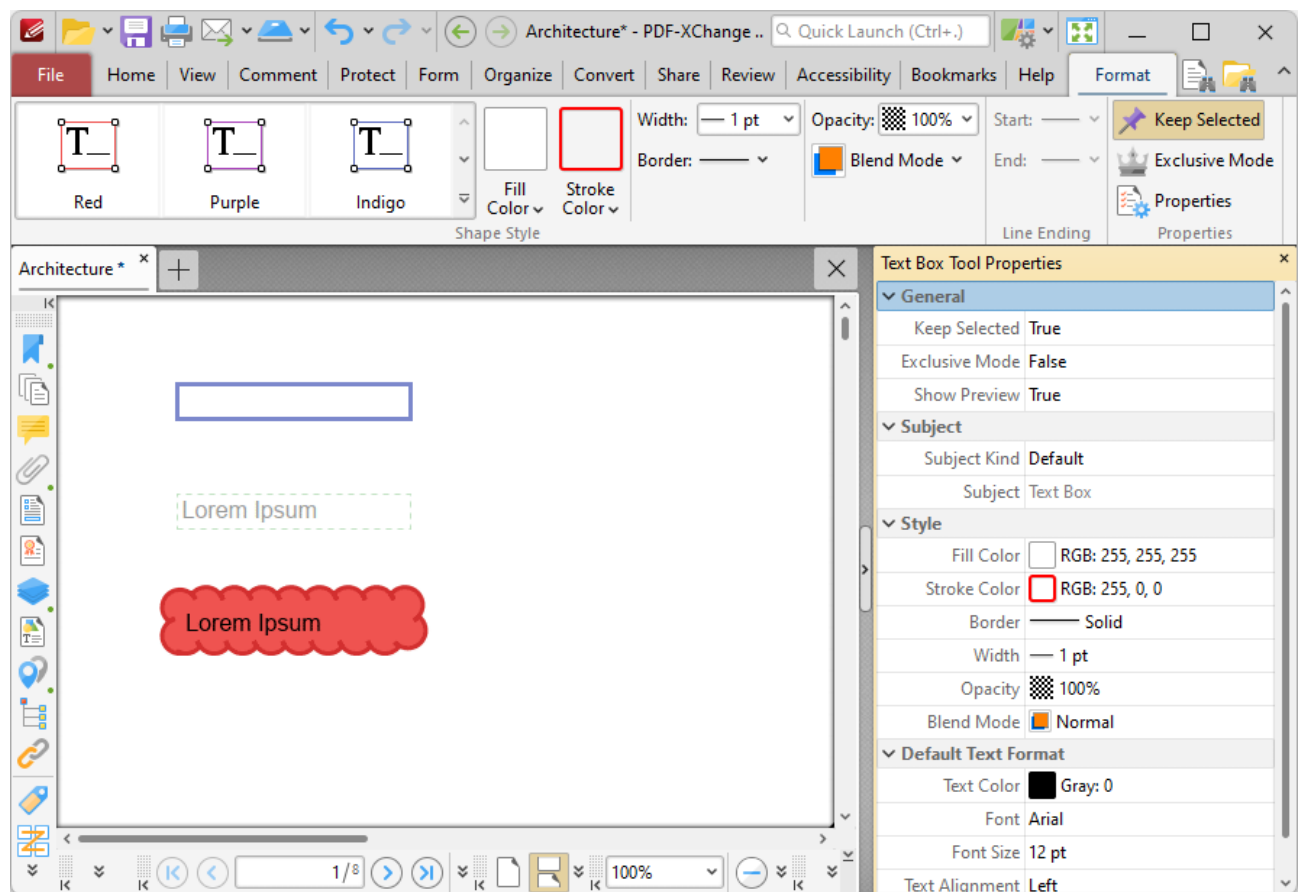 Architecture* - PDF-XChange ..
Quick Launch (Ctrl+.)
File Home View Comment Protect Form Organize Convert Share Review Accessibility Bookmarks Help Format
T_ T_ T_
Red Purple Indigo
Fill Color
Stroke Color
Width: 1 pt
Border:
Shape Style
Opacity: 100%
Blend Mode
Start:
End:
Line Ending
Keep Selected
Exclusive Mode
Properties
Properties
Architecture *
Lorem Ipsum
Lorem Ipsum
1/8
100%
Text Box Tool Properties
General
Keep Selected True
Exclusive Mode False
Show Preview True
Subject
Subject Kind Default
Subject Text Box
Style
Fill Color RGB: 255, 255, 255
Stroke Color RGB: 255, 0, 0
Border Solid
Width 1 pt
Opacity 100%
Blend Mode Normal
Default Text Format
Text Color Gray: 0
Font Arial
Font Size 12 pt
Text Alignment Left